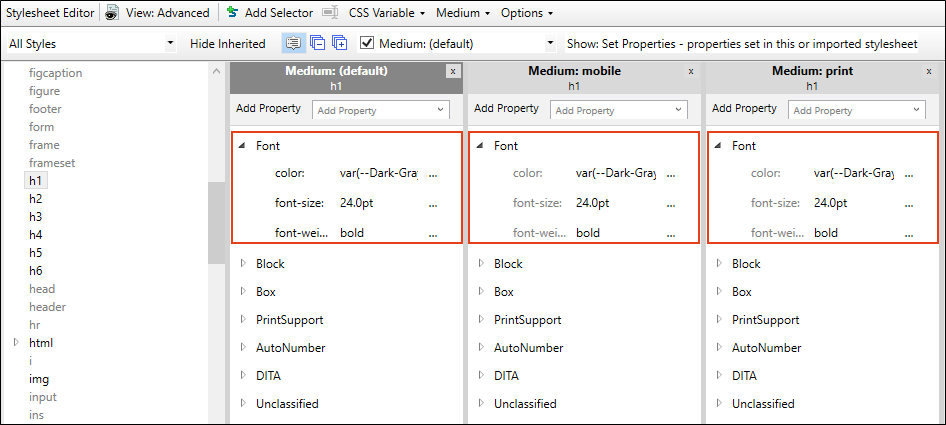 Stylesheet Editor View: Advanced Add Selector CSS Variable Medium Options
All Styles Hide Inherited Medium: (default) Show: Set Properties - properties set in this or imported stylesheet
figcaption
figure
footer
form
frame
frameset
h1
h2
h3
h4
h5
h6
head
header
hr
html
i
img
input
ins
Medium: (default) x
h1
Add Property Add Property
Font
color: var(--Dark-Gray ...
font-size: 24.0pt ...
font-wei... bold ...
Block
Box
PrintSupport
AutoNumber
DITA
Unclassified
Medium: mobile x
h1
Add Property Add Property
Font
color: var(--Dark-Gray ...
font-size: 24.0pt ...
font-wei... bold ...
Block
Box
PrintSupport
AutoNumber
DITA
Unclassified
Medium: print x
h1
Add Property Add Property
Font
color: var(--Dark-Gray ...
font-size: 24.0pt ...
font-wei... bold ...
Block
Box
PrintSupport
AutoNumber
DITA
Unclassified